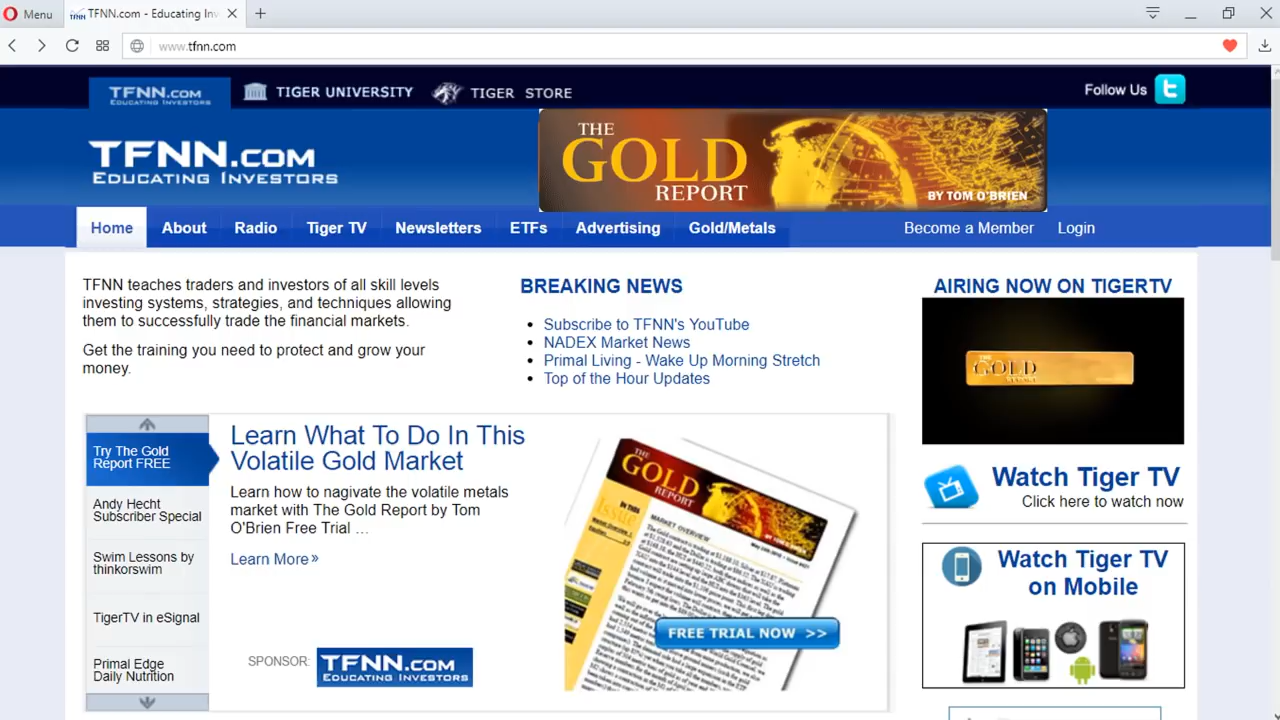 Menu
TFNN.com - Educating Inv
www.tfnn.com
TFNN.COM
EDUCATING INVESTORS
TIGER UNIVERSITY
TIGER STORE
Follow Us
TFNN.COM
EDUCATING INVESTORS
THE
GOLD
REPORT
BY TOM O'BRIEN
Home
About
Radio
Tiger TV
Newsletters
ETFs
Advertising
Gold/Metals
Become a Member
Login
TFNN teaches traders and investors of all skill levels
investing systems, strategies, and techniques allowing
them to successfully trade the financial markets.
Get the training you need to protect and grow your
money.
BREAKING NEWS
Subscribe to TFNN's YouTube
NADEX Market News
Primal Living - Wake Up Morning Stretch
Top of the Hour Updates
AIRING NOW ON TIGERTV
THE
GOLD
REPORT
Watch Tiger TV
Click here to watch now
Watch Tiger TV
on Mobile
Try The Gold
Report FREE
Andy Hecht
Subscriber Special
Swim Lessons by
thinkorswim
TigerTV in eSignal
Primal Edge
Daily Nutrition
Learn What To Do In This
Volatile Gold Market
Learn how to nagivate the volatile metals
market with The Gold Report by Tom
O'Brien Free Trial ...
Learn More »
SPONSOR:
TFNN.COM
EDUCATING INVESTORS
THE
GOLD
REPORT
MARKET OVERVIEW
FREE TRIAL NOW >>